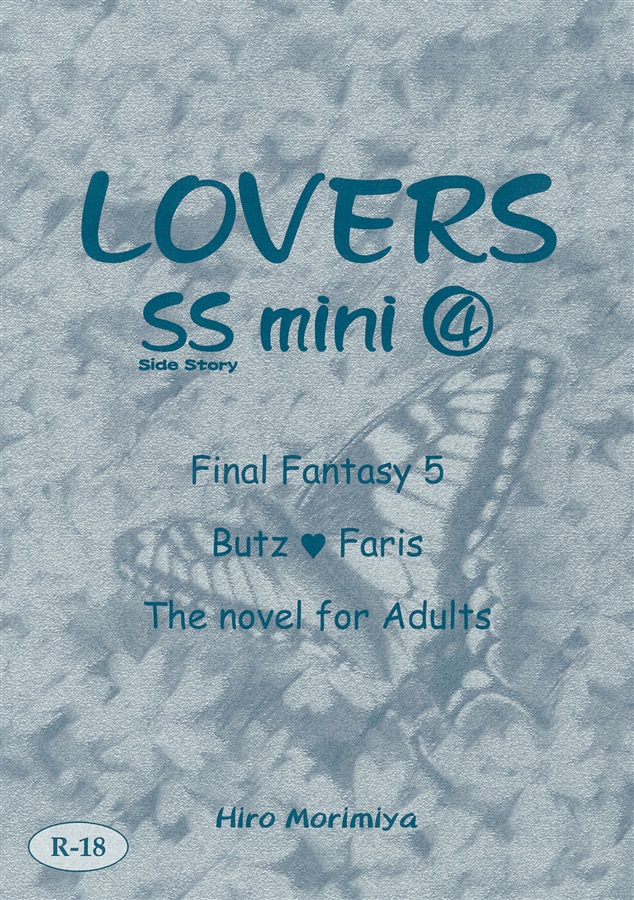 LOVERS
SS mini ④
Side Story
Final Fantasy 5
Butz ♥ Faris
The novel for Adults
Hiro Morimiya
R-18